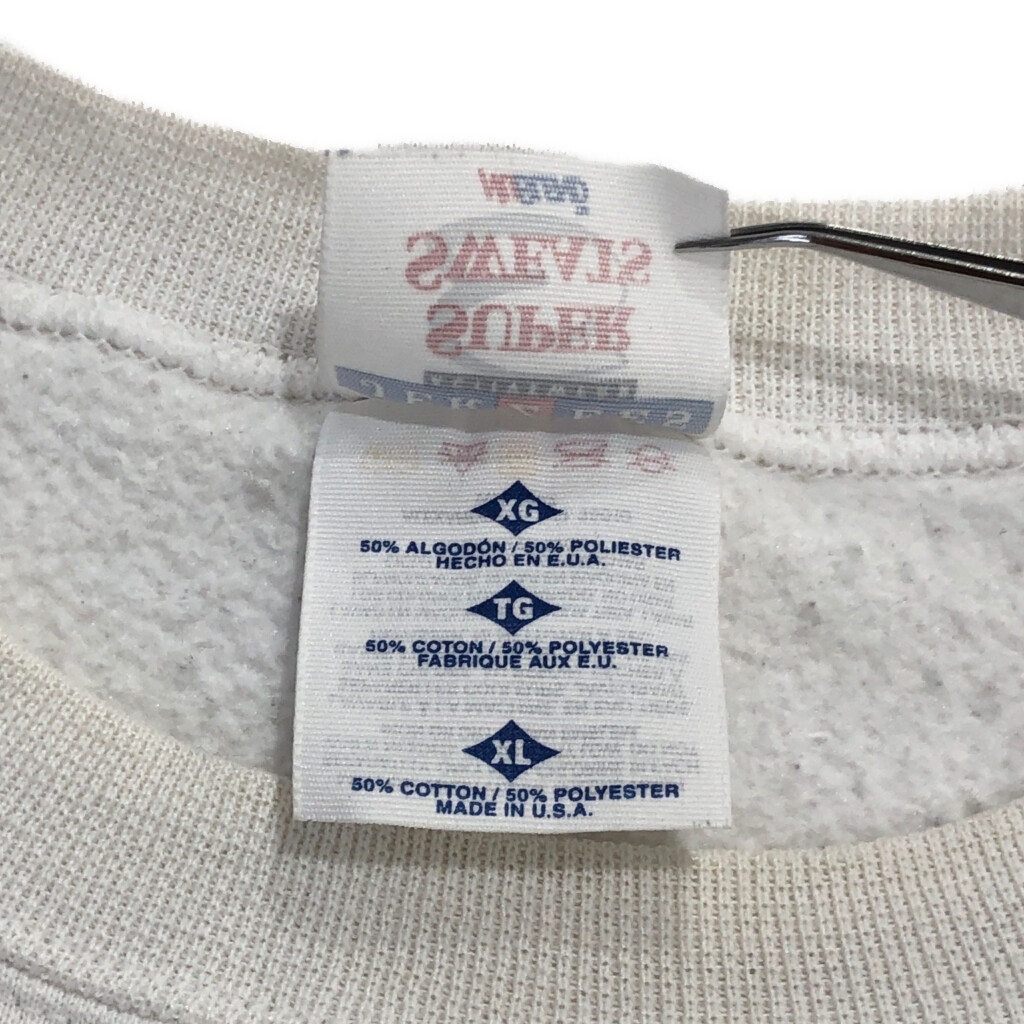 SWEATS
SUPER
JERZEES
XG
50% ALGODÓN / 50% POLIESTER
HECHO EN E.U.A.
TG
50% COTON / 50% POLYESTER
FABRIQUE AUX E.U.
XL
50% COTTON / 50% POLYESTER
MADE IN U.S.A.